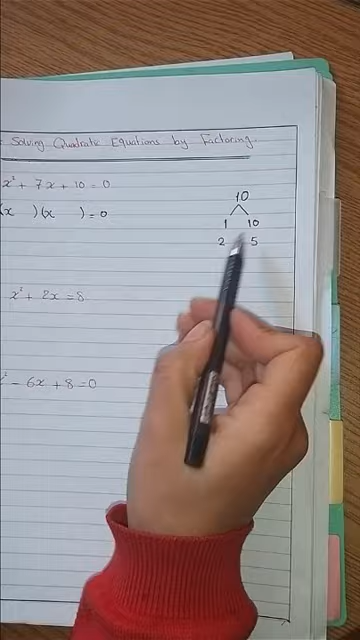 Solving Quadratic Equations by Factoring.
x² + 7x + 10 = 0
(x )(x ) = 0
10
1 10
2 5
x² + 2x = 8
x² - 6x + 8 = 0